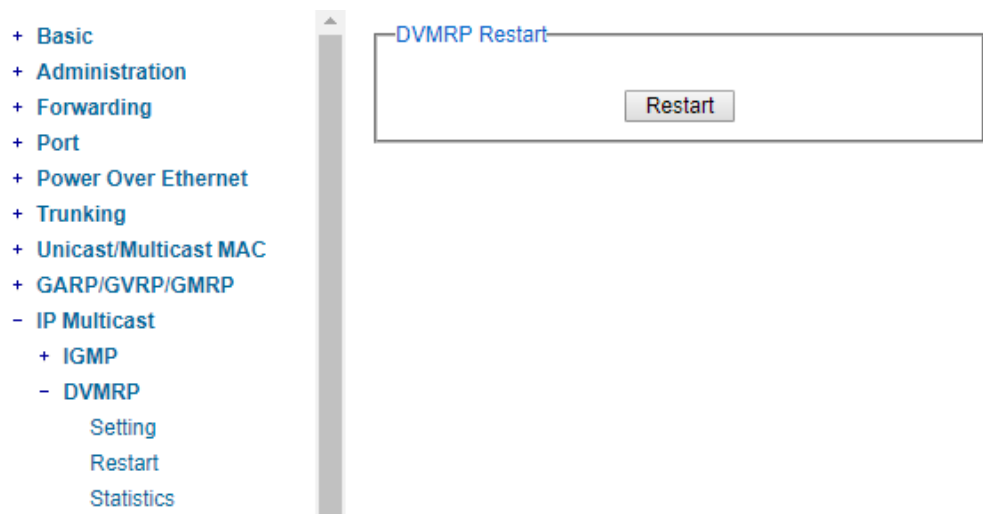 + Basic
+ Administration
+ Forwarding
+ Port
+ Power Over Ethernet
+ Trunking
+ Unicast/Multicast MAC
+ GARP/GVRP/GMRP
- IP Multicast
+ IGMP
- DVMRP
Setting
Restart
Statistics
DVMRP Restart
Restart